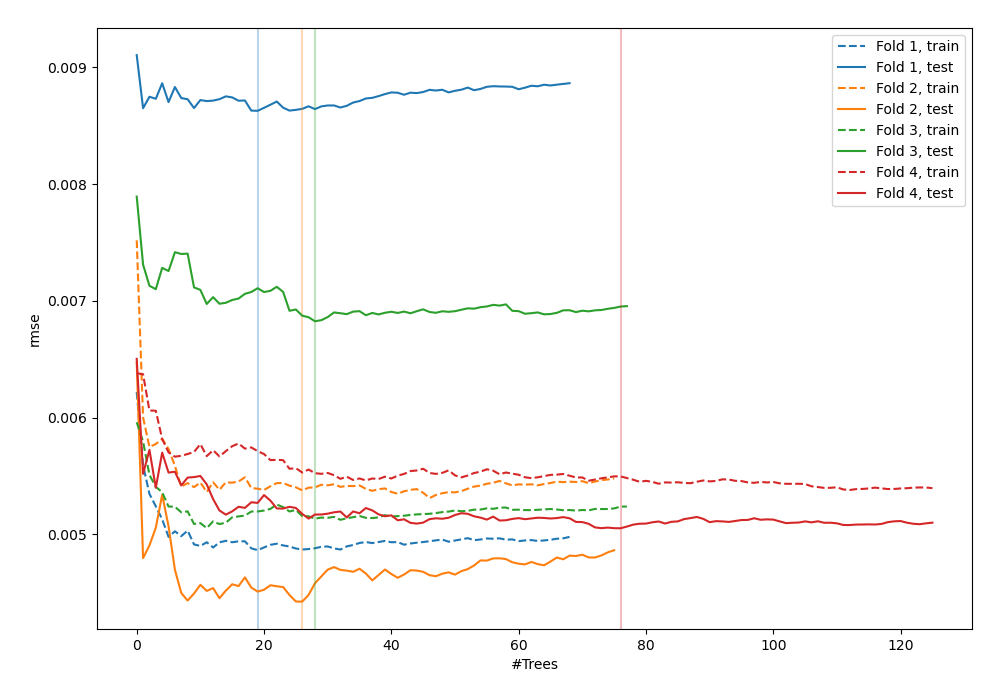 0.009
0.008
0.007
0.006
0.005
rmse
0
20
40
60
80
100
120
#Trees
Fold 1, train
Fold 1, test
Fold 2, train
Fold 2, test
Fold 3, train
Fold 3, test
Fold 4, train
Fold 4, test